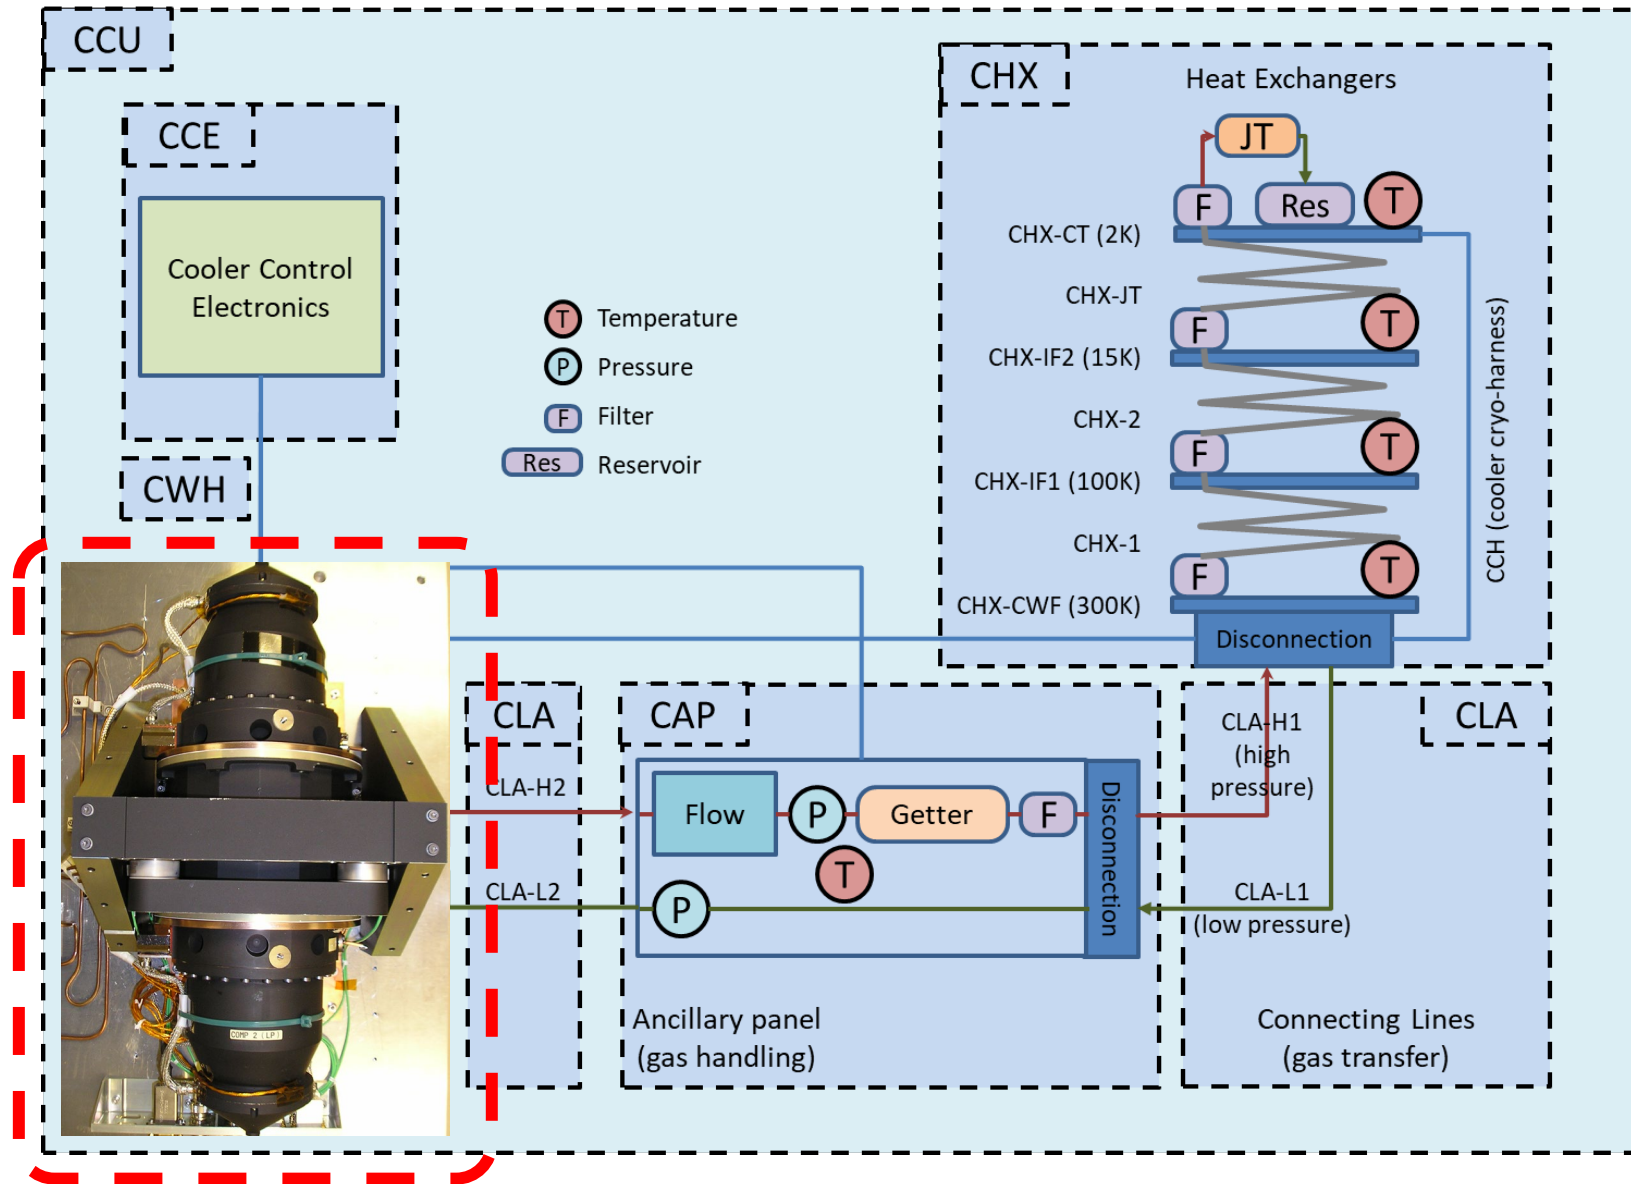 CCU
CCE
Cooler Control
Electronics
CWH
T Temperature
P Pressure
F Filter
Res Reservoir
CHX
Heat Exchangers
JT
F
Res
T
CHX-CT (2K)
CHX-JT
F
T
CHX-IF2 (15K)
CHX-2
F
T
CHX-IF1 (100K)
CHX-1
F
T
CHX-CWF (300K)
Disconnection
CCH (cooler cryo-harness)
COMP 2 (LP)
CLA
CLA-H2
CLA-L2
CAP
Flow
P
Getter
F
T
P
Disconnection
Ancillary panel
(gas handling)
CLA
CLA-H1
(high
pressure)
CLA-L1
(low pressure)
Connecting Lines
(gas transfer)